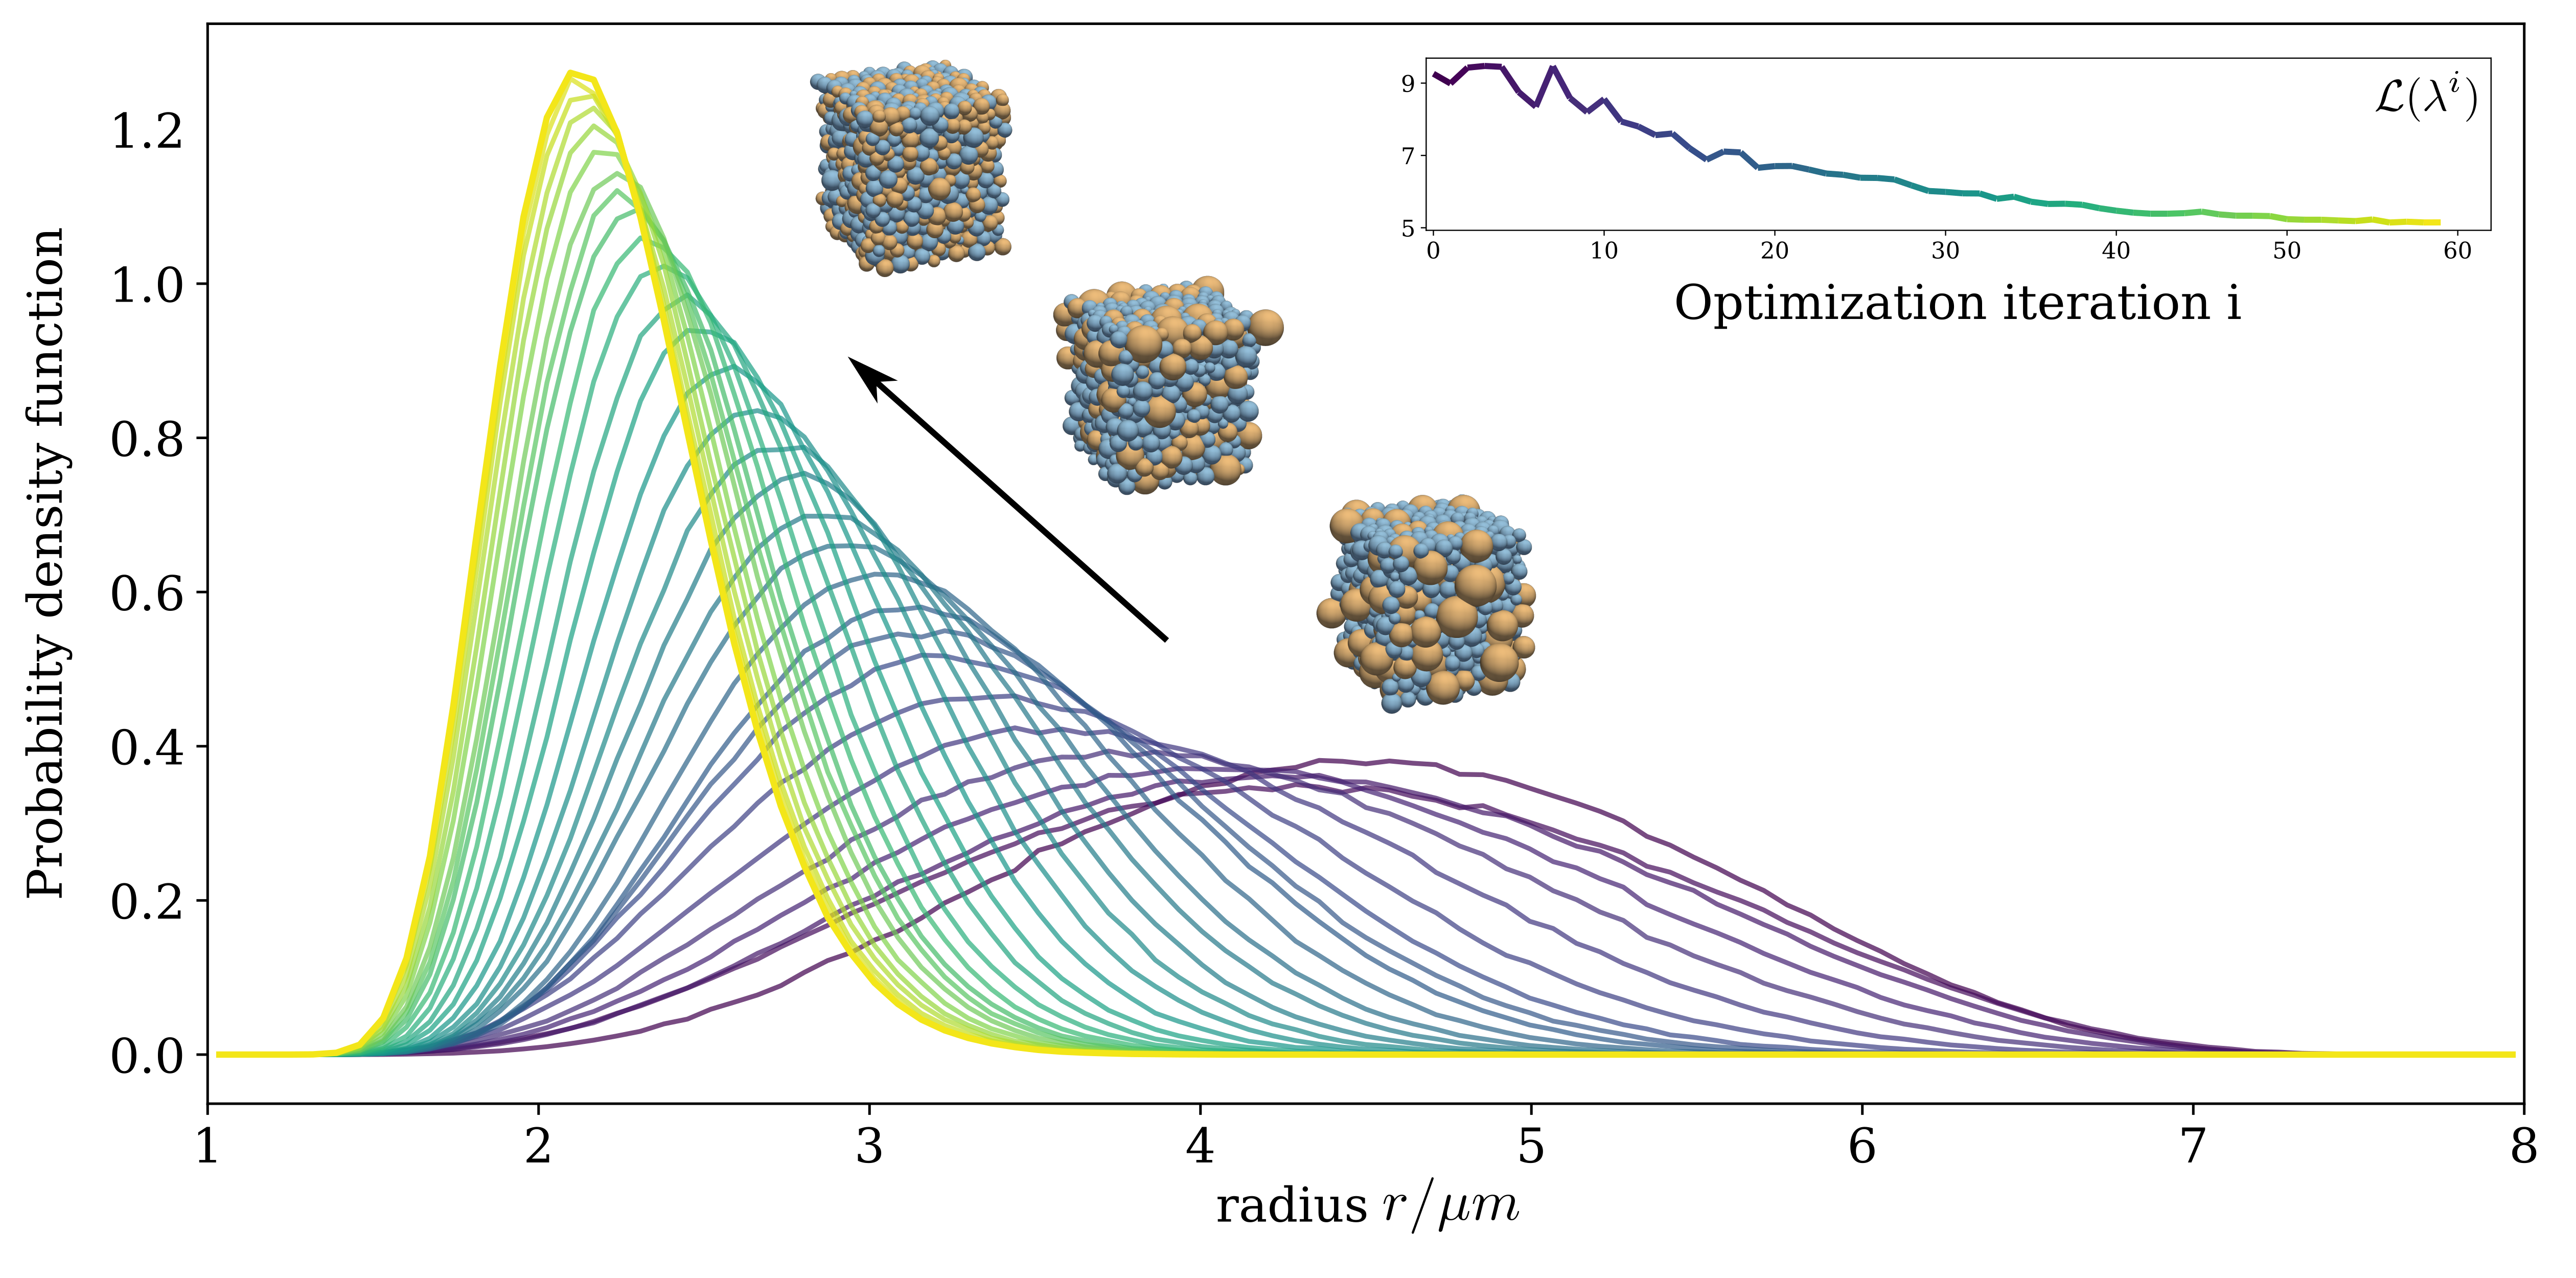 Probability density function
1.2
1.0
0.8
0.6
0.4
0.2
0.0
1 2 3 4 5 6 7 8
radius r/μm
9
7
5
ℒ(λⁱ)
0 10 20 30 40 50 60
Optimization iteration i